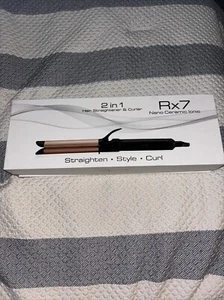 2 in 1
Hair Straightener & Curler
Rx7
Nano Ceramic Ionic
Straighten • Style • Curl